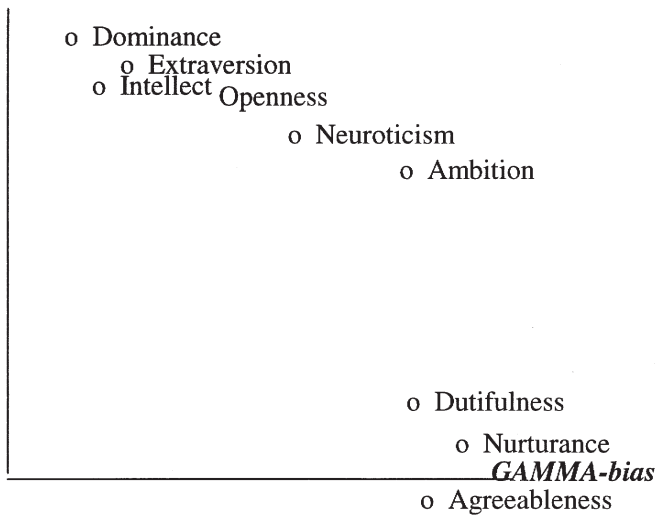 o Dominance
o Extraversion
o Intellect
Openness
o Neuroticism
o Ambition
o Dutifulness
o Nurturance
GAMMA-bias
o Agreeableness